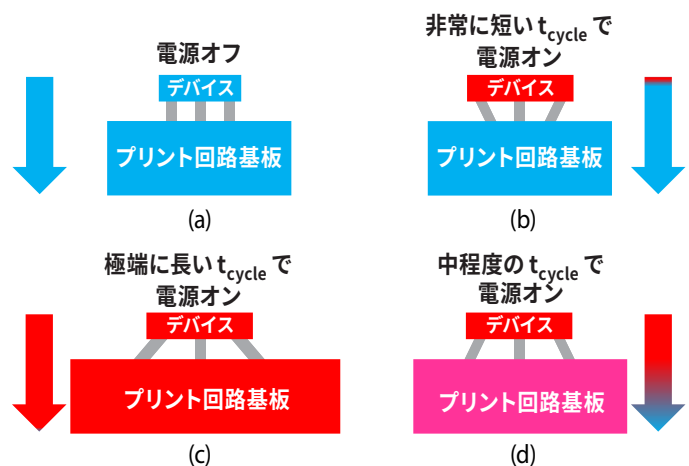 電源オフ
デバイス
プリント回路基板
(a)
非常に短い tcycle で
電源オン
デバイス
プリント回路基板
(b)
極端に長い tcycle で
電源オン
デバイス
プリント回路基板
(c)
中程度の tcycle で
電源オン
デバイス
プリント回路基板
(d)